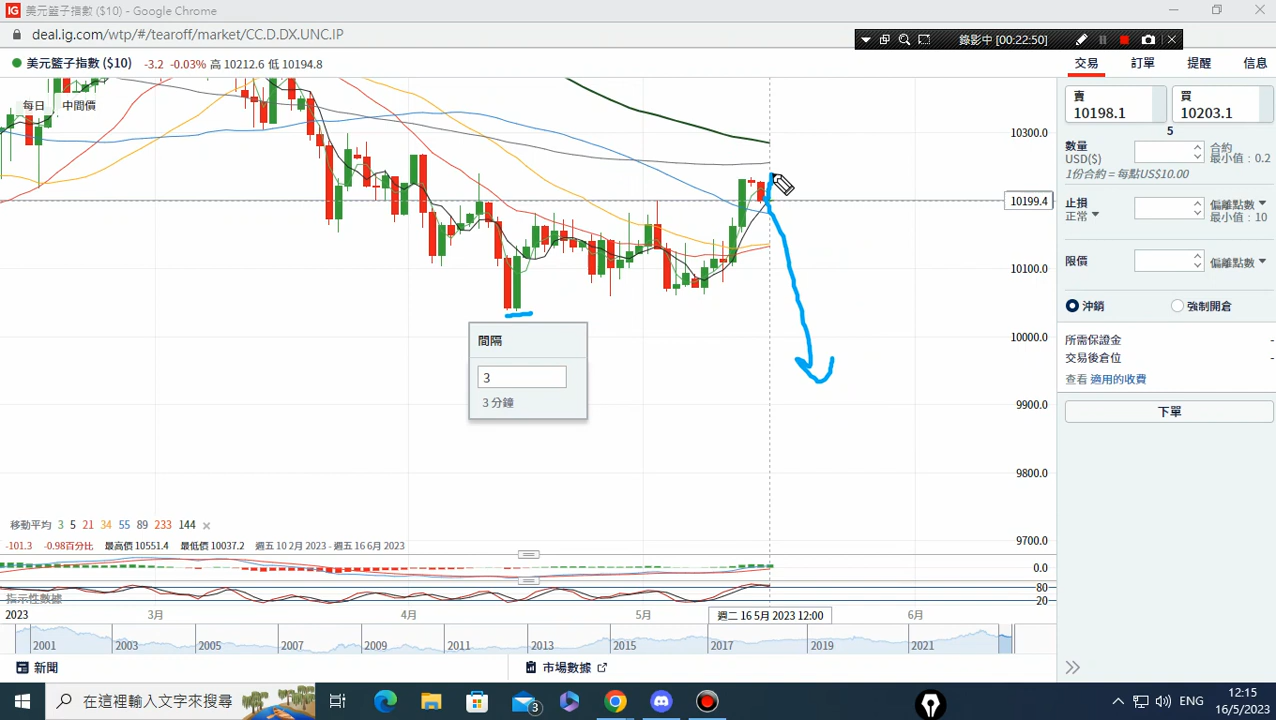 IG 美元籃子指數 ($10) - Google Chrome
deal.ig.com/wtp/#/tearoff/market/CC.D.DX.UNC.IP
錄影中 [00:22:50]
美元籃子指數 ($10) -3.2 -0.03% 高 10212.6 低 10194.8
交易 訂單 提醒 信息
每日 中間價
賣 10198.1
買 10203.1
5
數量 合約
USD($) 最小值 : 0.2
1份合約 = 每點US$10.00
止損 偏離點數
正常 最小值 : 10
限價 偏離點數
沖銷 強制開倉
所需保證金 -
交易後倉位 -
查看 適用的收費
下單
10300.0
10199.4
10100.0
10000.0
9900.0
9800.0
9700.0
間隔
3
3 分鐘
移動平均 3 5 21 34 55 89 233 144
-101.3 -0.98百分比 最高價 10551.4 最低價 10037.2 週五 10 2月 2023 - 週五 16 6月 2023
0.0
80
20
指示性數據
2023 3月 4月 5月 週二 16 5月 2023 12:00 6月
2001 2003 2005 2007 2009 2011 2013 2015 2017 2019 2021
新聞 市場數據
在這裡輸入文字來搜尋
3
ENG
12:15
16/5/2023